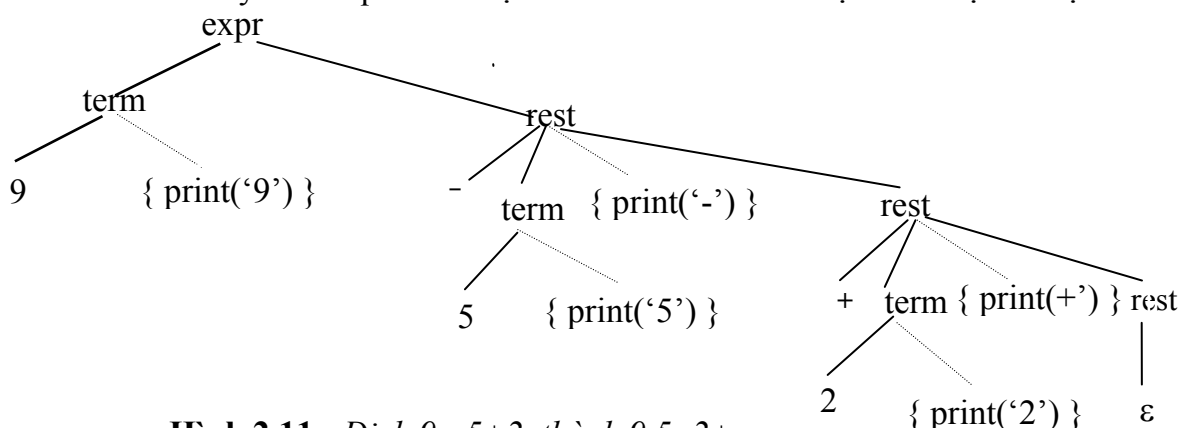 expr
term
rest
9
{ print(‘9’) }
-
term
{ print(‘-’) }
rest
5
{ print(‘5’) }
+
term
{ print(+’) }
rest
2
{ print(‘2’) }
ε